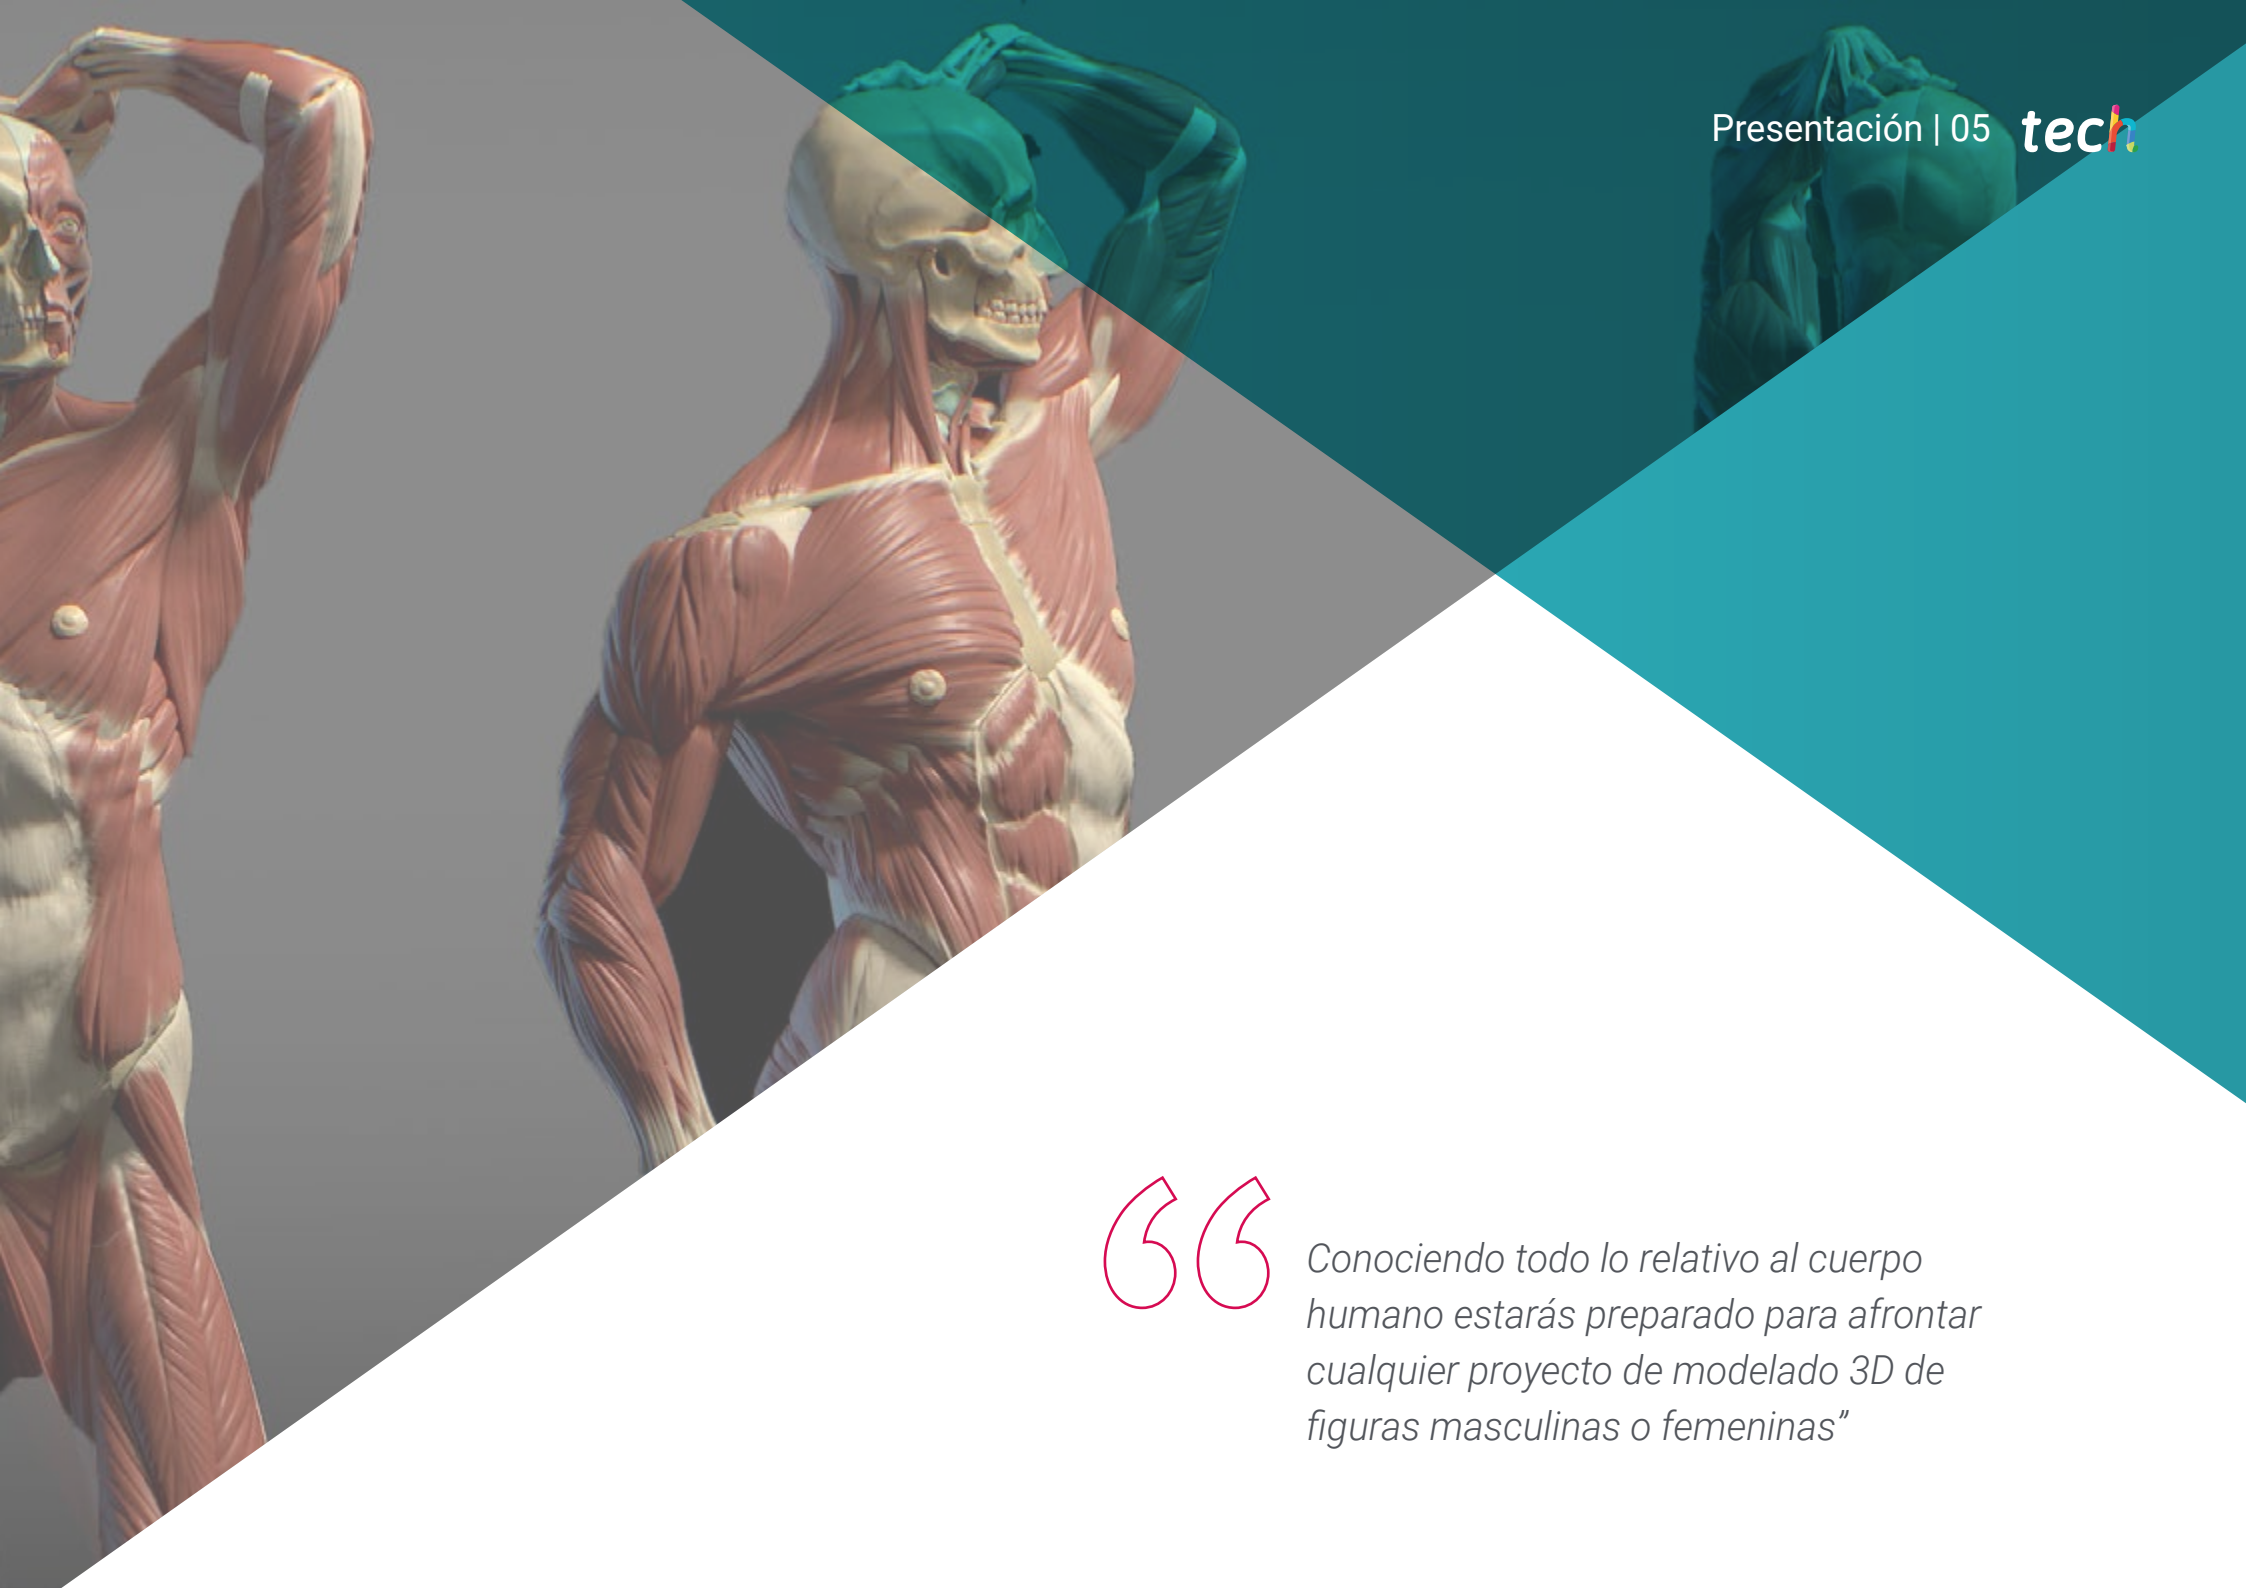 Presentación | 05 tech
Conociendo todo lo relativo al cuerpo
humano estarás preparado para afrontar
cualquier proyecto de modelado 3D de
figuras masculinas o femeninas”